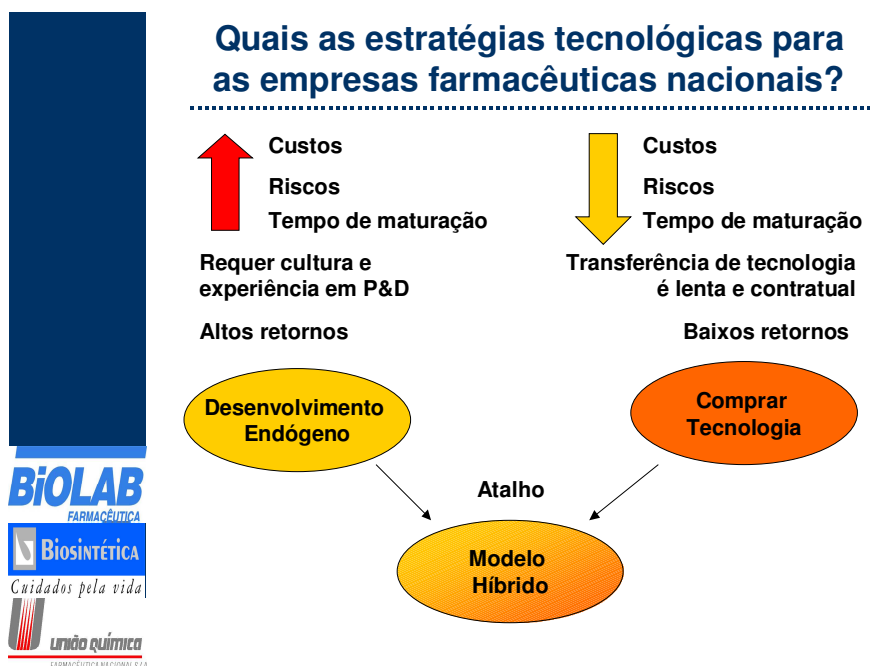 Quais as estratégias tecnológicas para
as empresas farmacêuticas nacionais?
Custos
Riscos
Tempo de maturação
Requer cultura e
experiência em P&D
Altos retornos
Desenvolvimento
Endógeno
Custos
Riscos
Tempo de maturação
Transferência de tecnologia
é lenta e contratual
Baixos retornos
Comprar
Tecnologia
Atalho
Modelo
Híbrido
BiOLAB
FARMACÊUTICA
Biosintética
Cuidados pela vida
união química
FARMACÊUTICA NACIONAL S/A